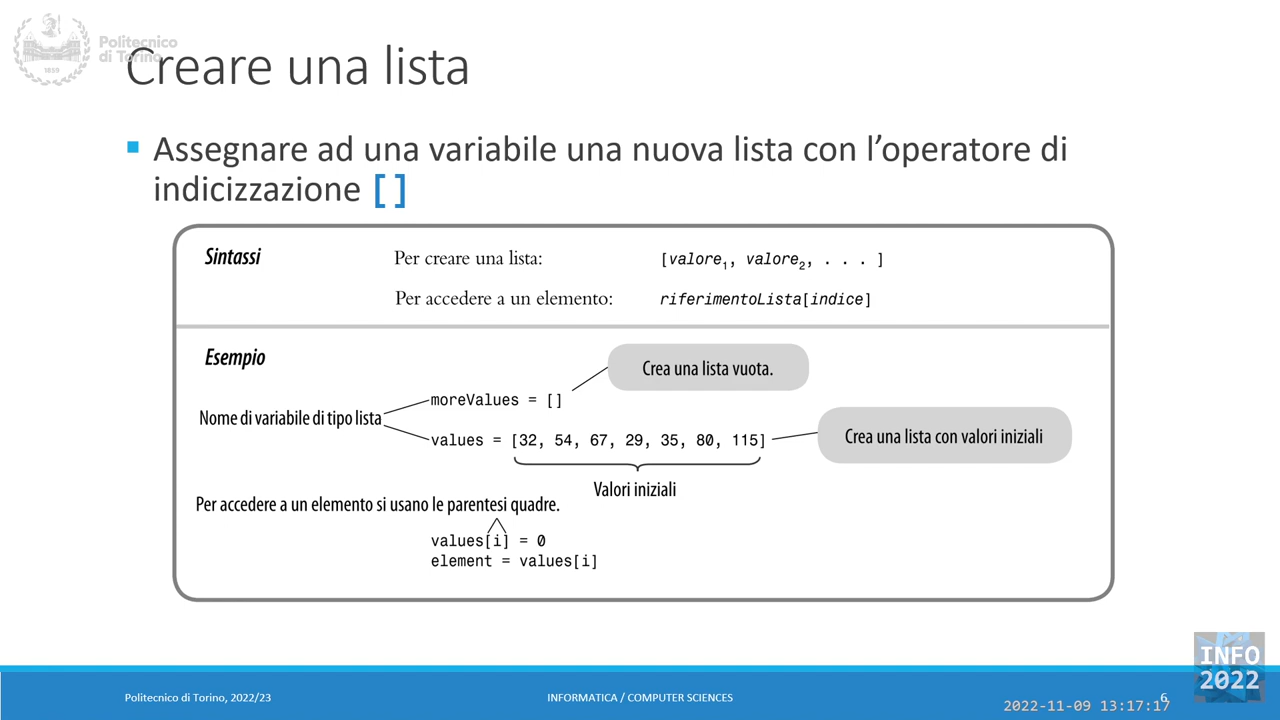 Politecnico
di Torino
1859
Creare una lista
Assegnare ad una variabile una nuova lista con l'operatore di
indicizzazione [ ]
Sintassi
Per creare una lista: [valore1, valore2, . . . ]
Per accedere a un elemento: riferimentoLista[indice]
Esempio
Crea una lista vuota.
moreValues = []
Nome di variabile di tipo lista
values = [32, 54, 67, 29, 35, 80, 115]
Crea una lista con valori iniziali
Valori iniziali
Per accedere a un elemento si usano le parentesi quadre.
values[i] = 0
element = values[i]
INFO
2022
Politecnico di Torino, 2022/23
INFORMATICA / COMPUTER SCIENCES
6
2022-11-09 13:17:17